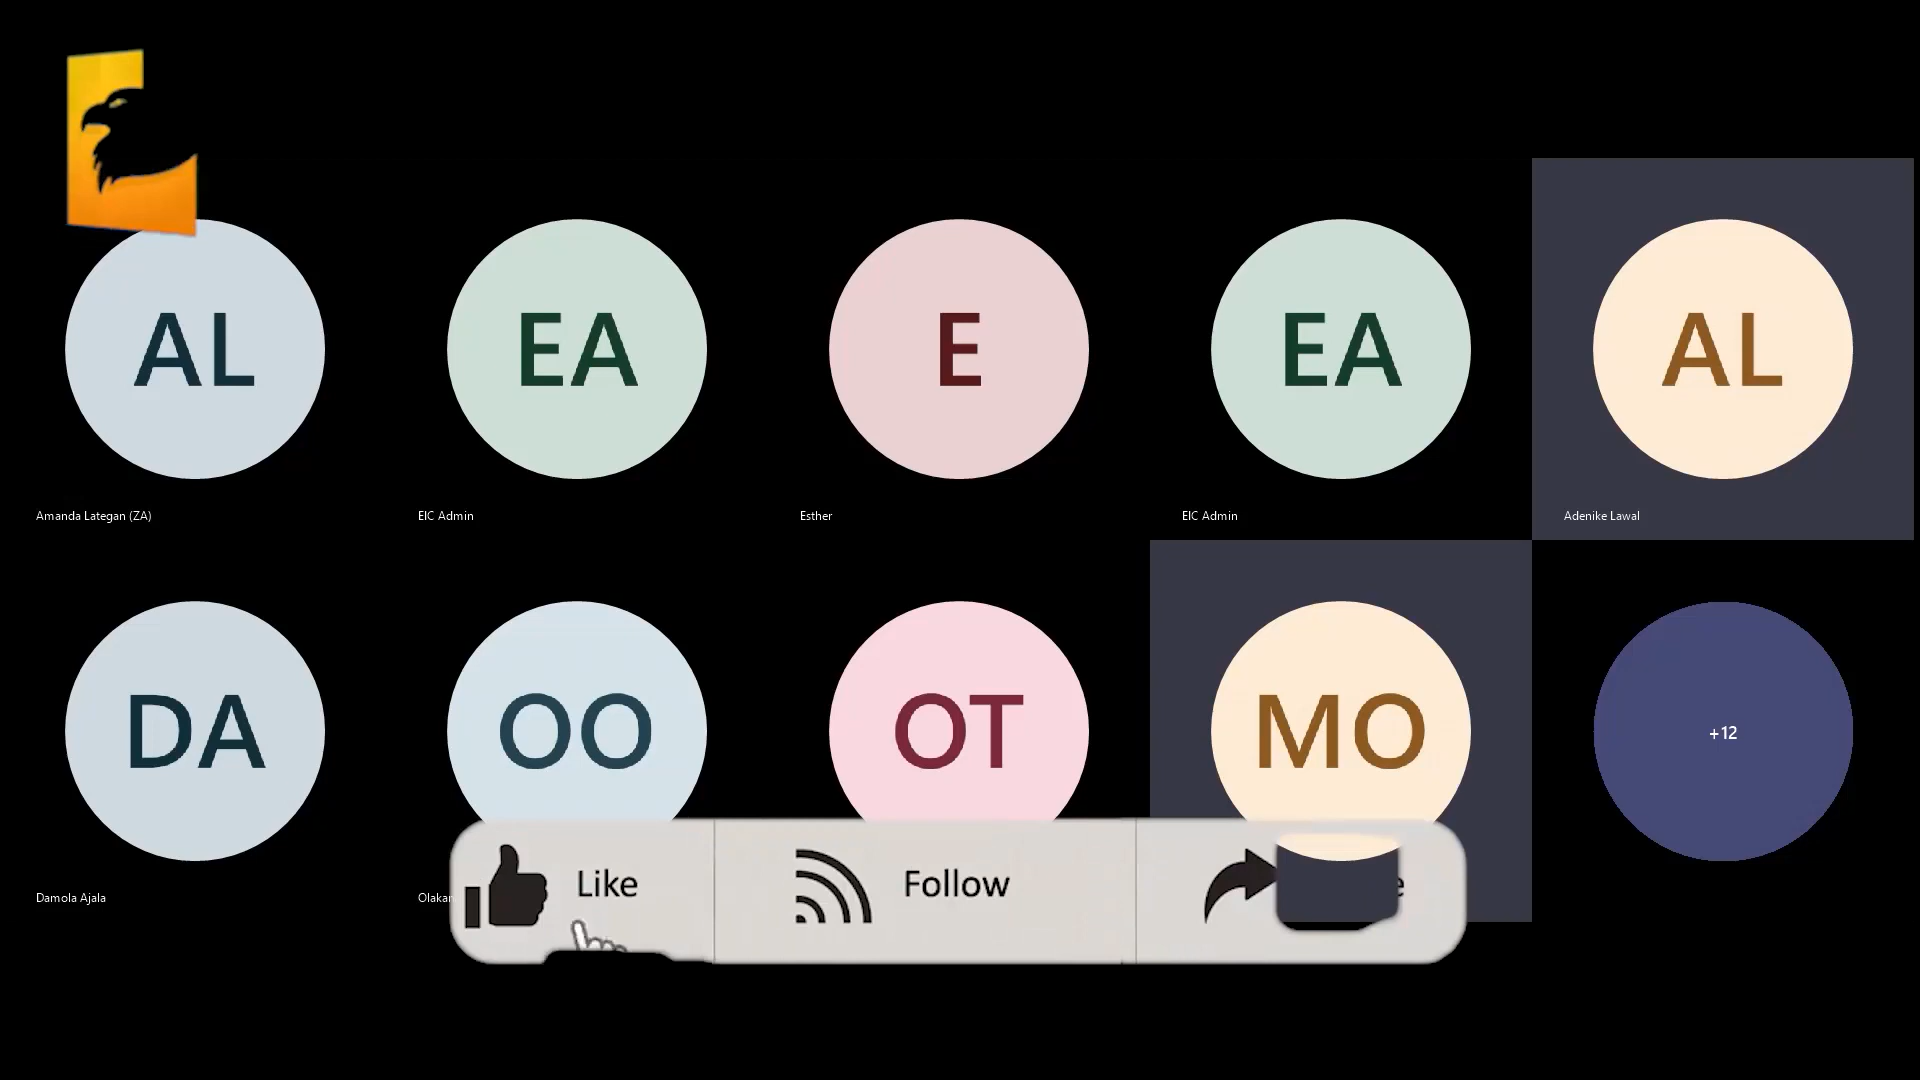 AL
EA
E
EA
AL
Amanda Lategan (ZA)
EIC Admin
Esther
EIC Admin
Adenike Lawal
DA
OO
OT
MO
+12
Like
Follow
Damola Ajala